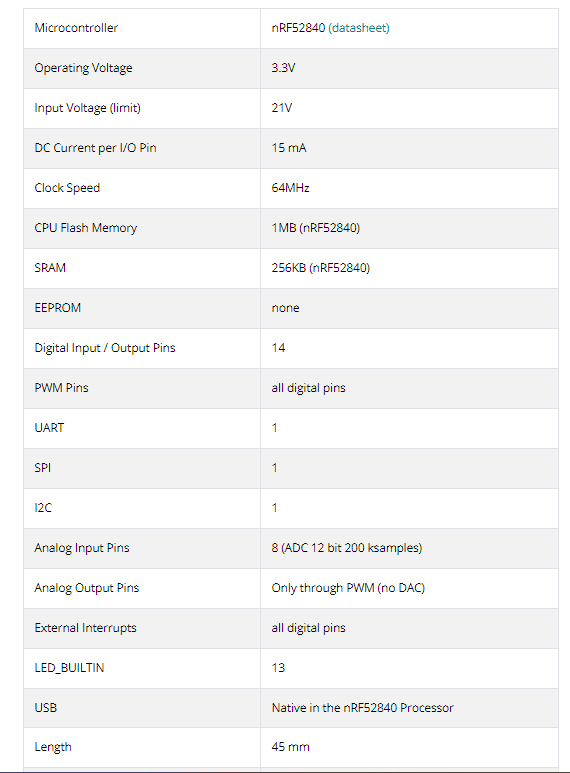 Microcontroller nRF52840 (datasheet)
Operating Voltage 3.3V
Input Voltage (limit) 21V
DC Current per I/O Pin 15 mA
Clock Speed 64MHz
CPU Flash Memory 1MB (nRF52840)
SRAM 256KB (nRF52840)
EEPROM none
Digital Input / Output Pins 14
PWM Pins all digital pins
UART 1
SPI 1
I2C 1
Analog Input Pins 8 (ADC 12 bit 200 ksamples)
Analog Output Pins Only through PWM (no DAC)
External Interrupts all digital pins
LED_BUILTIN 13
USB Native in the nRF52840 Processor
Length 45 mm